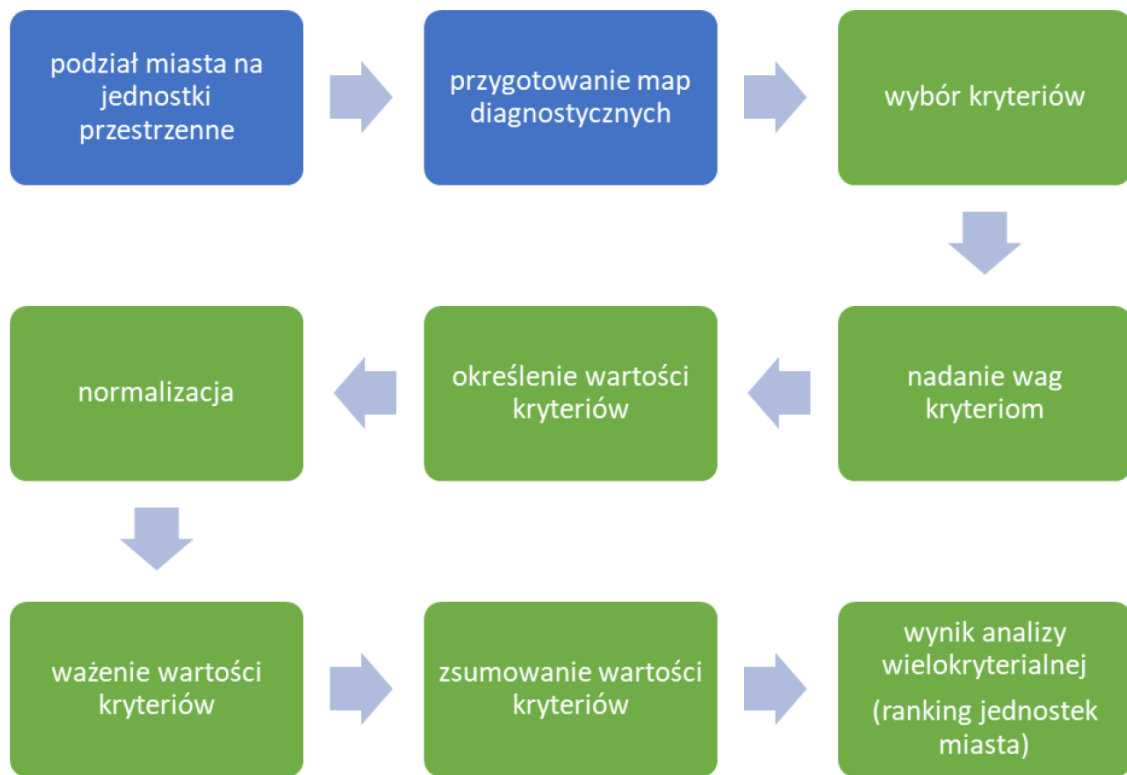 podział miasta na
jednostki
przestrzenne
przygotowanie map
diagnostycznych
wybór kryteriów
nadanie wag
kryteriom
określenie wartości
kryteriów
normalizacja
ważenie wartości
kryteriów
zsumowanie wartości
kryteriów
wynik analizy
wielokryterialnej
(ranking jednostek
miasta)